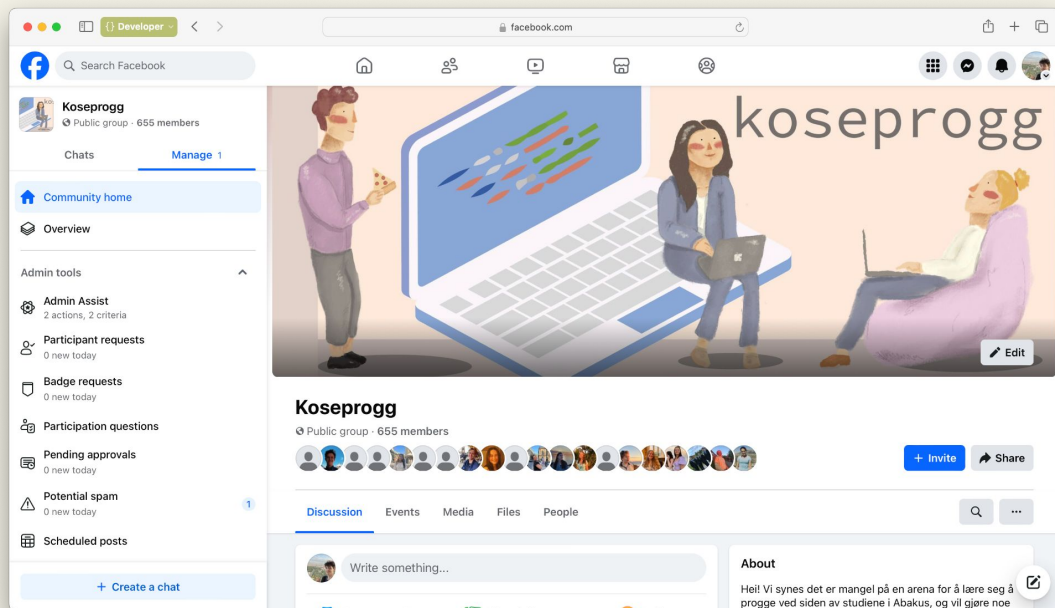 {} Developer
facebook.com
Search Facebook
Koseprogg
Public group · 655 members
Chats
Manage 1
Community home
Overview
Admin tools
Admin Assist
2 actions, 2 criteria
Participant requests
0 new today
Badge requests
0 new today
Participation questions
Pending approvals
0 new today
Potential spam
0 new today
1
Scheduled posts
+ Create a chat
koseprogg
Edit
Koseprogg
Public group · 655 members
+ Invite
Share
Discussion
Events
Media
Files
People
Write something...
About
Hei! Vi synes det er mangel på en arena for å lære seg å
progge ved siden av studiene i Abakus, og vil gjøre noe